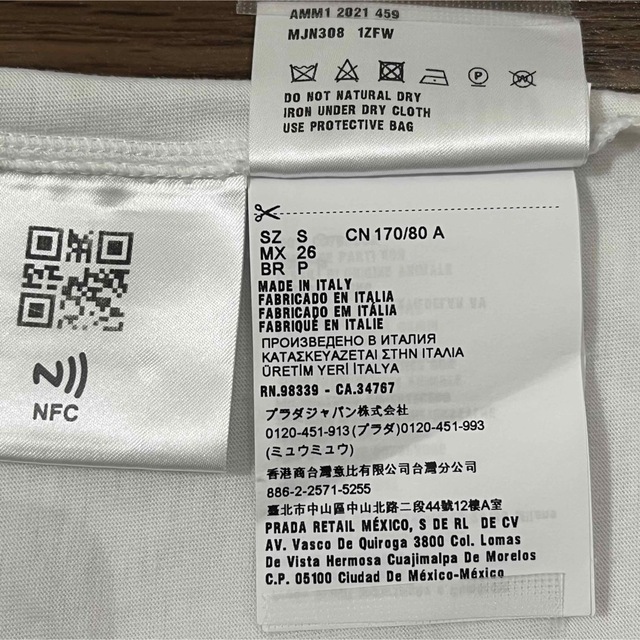 AMM1 2021 459
MJN308 1ZFW
DO NOT NATURAL DRY
IRON UNDER DRY CLOTH
USE PROTECTIVE BAG
NFC
SZ S CN 170/80 A
MX 26
BR P
MADE IN ITALY
FABRICADO EN ITALIA
FABRICADO EM ITÁLIA
FABRIQUÉ EN ITALIE
ПРОИЗВЕДЕНО В ИТАЛИЯ
ΚΑΤΑΣΚΕΥΑΖΕΤΑΙ ΣΤΗΝ ΙΤΑΛΙΑ
ÜRETİM YERİ İTALYA
RN.98339 - CA.34767
プラダジャパン株式会社
0120-451-913(プラダ)0120-451-993
(ミュウミュウ)
香港商台灣意比有限公司台灣分公司
886-2-2571-5255
臺北市中山區中山北路二段44號12樓A室
PRADA RETAIL MÉXICO, S DE RL DE CV
AV. Vasco De Quiroga 3800 Col. Lomas
De Vista Hermosa Cuajimalpa De Morelos
C.P. 05100 Ciudad De México-México